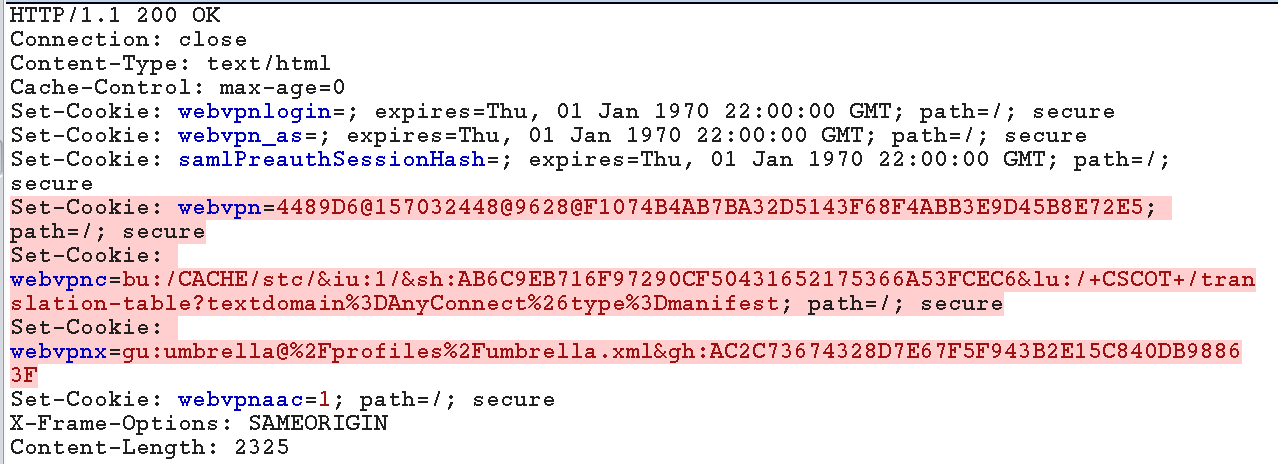 HTTP/1.1 200 OK
Connection: close
Content-Type: text/html
Cache-Control: max-age=0
Set-Cookie: webvpnlogin=; expires=Thu, 01 Jan 1970 22:00:00 GMT; path=/; secure
Set-Cookie: webvpn_as=; expires=Thu, 01 Jan 1970 22:00:00 GMT; path=/; secure
Set-Cookie: samlPreauthSessionHash=; expires=Thu, 01 Jan 1970 22:00:00 GMT; path=/;
secure
Set-Cookie: webvpn=4489D6@157032448@9628@F1074B4AB7BA32D5143F68F4ABB3E9D45B8E72E5;
path=/; secure
Set-Cookie:
webvpnc=bu:/CACHE/stc/&iu:1/&sh:AB6C9EB716F97290CF50431652175366A53FCEC6&lu:/+CSCOT+/tran
slation-table?textdomain%3DAnyConnect%26type%3Dmanifest; path=/; secure
Set-Cookie:
webvpnx=gu:umbrella@%2Fprofiles%2Fumbrella.xml&gh:AC2C73674328D7E67F5F943B2E15C840DB9886
3F
Set-Cookie: webvpnaac=1; path=/; secure
X-Frame-Options: SAMEORIGIN
Content-Length: 2325